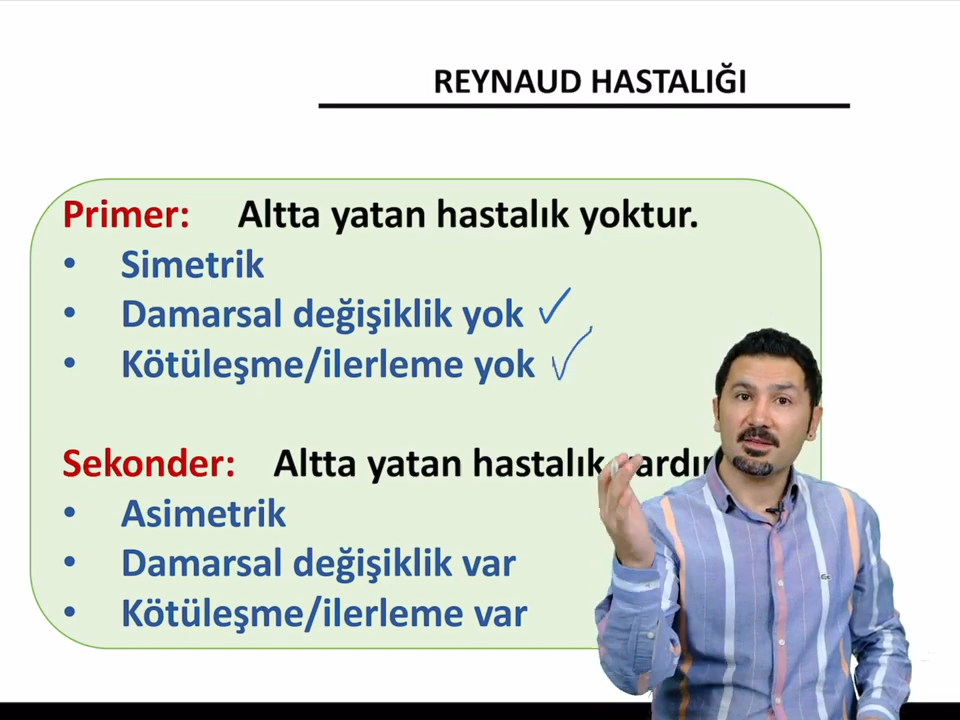 REYNAUD HASTALIĞI
Primer: Altta yatan hastalık yoktur.
• Simetrik
• Damarsal değişiklik yok
• Kötüleşme/ilerleme yok
Sekonder: Altta yatan hastalık
• Asimetrik
• Damarsal değişiklik var
• Kötüleşme/ilerleme var